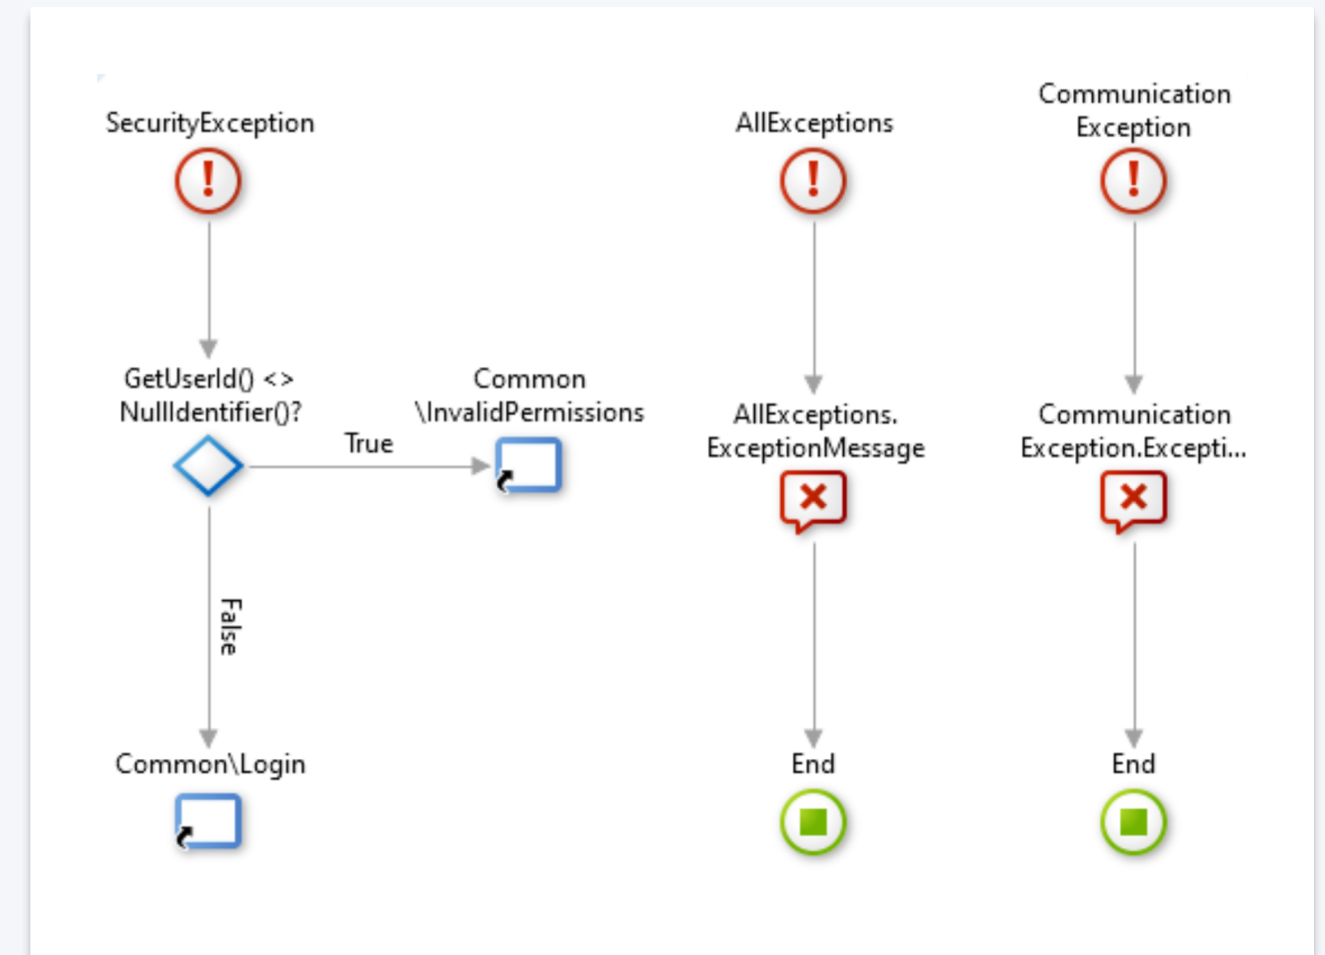 SecurityException
GetUserId() <>
NullIdentifier()?
True
Common
\InvalidPermissions
False
Common\Login
AllExceptions
AllExceptions.
ExceptionMessage
End
Communication
Exception
Communication
Exception.Excepti...
End